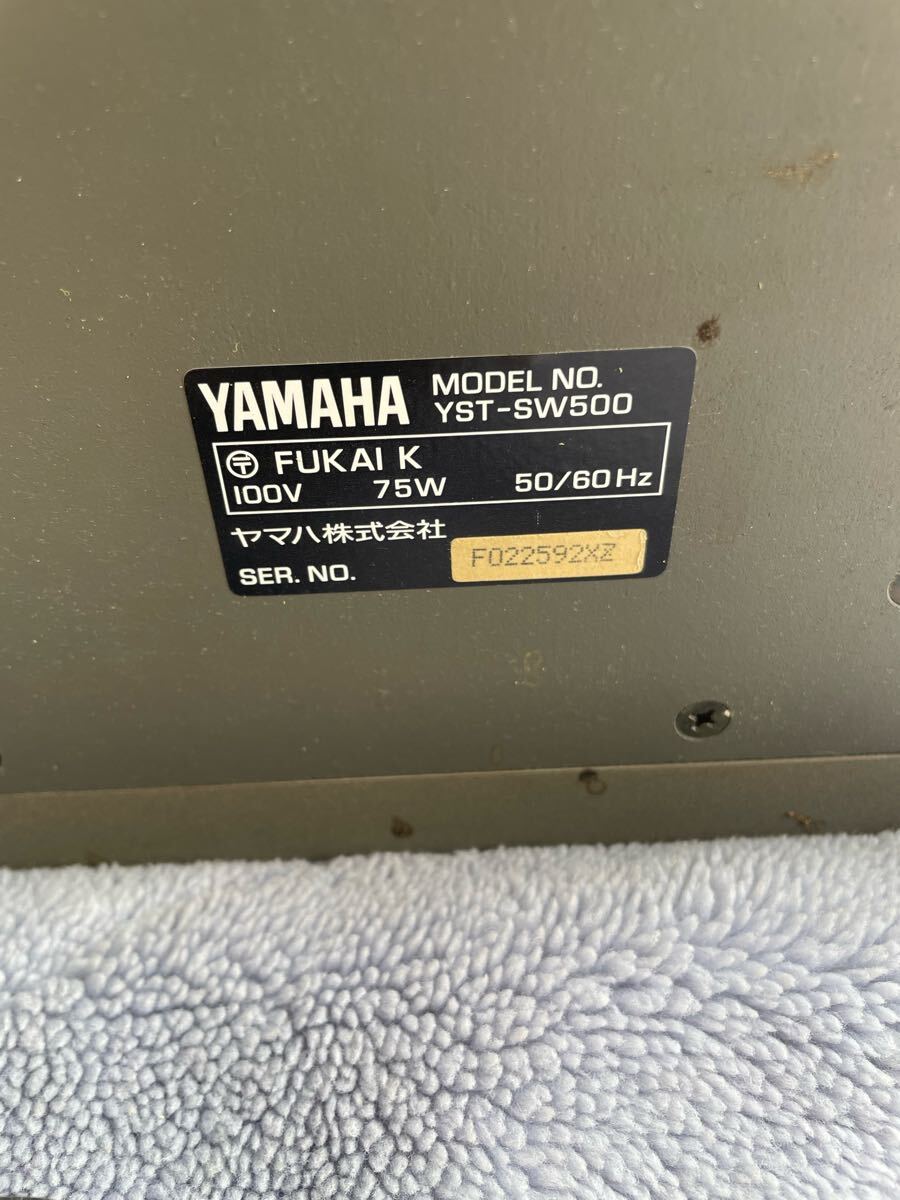 YAMAHA MODEL NO.
YST-SW500
〶 FUKAI K
100V 75W 50/60Hz
ヤマハ株式会社
SER. NO. F022592XZ